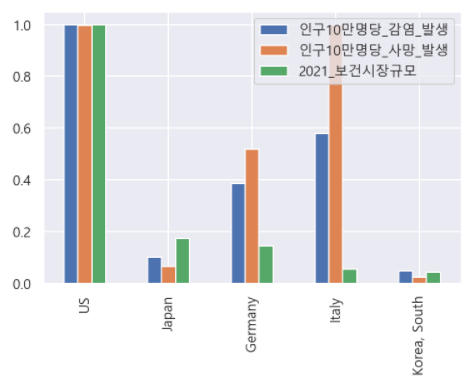 인구10만명당_감염_발생
인구10만명당_사망_발생
2021_보건시장규모
1.0
0.8
0.6
0.4
0.2
0.0
US
Japan
Germany
Italy
Korea, South